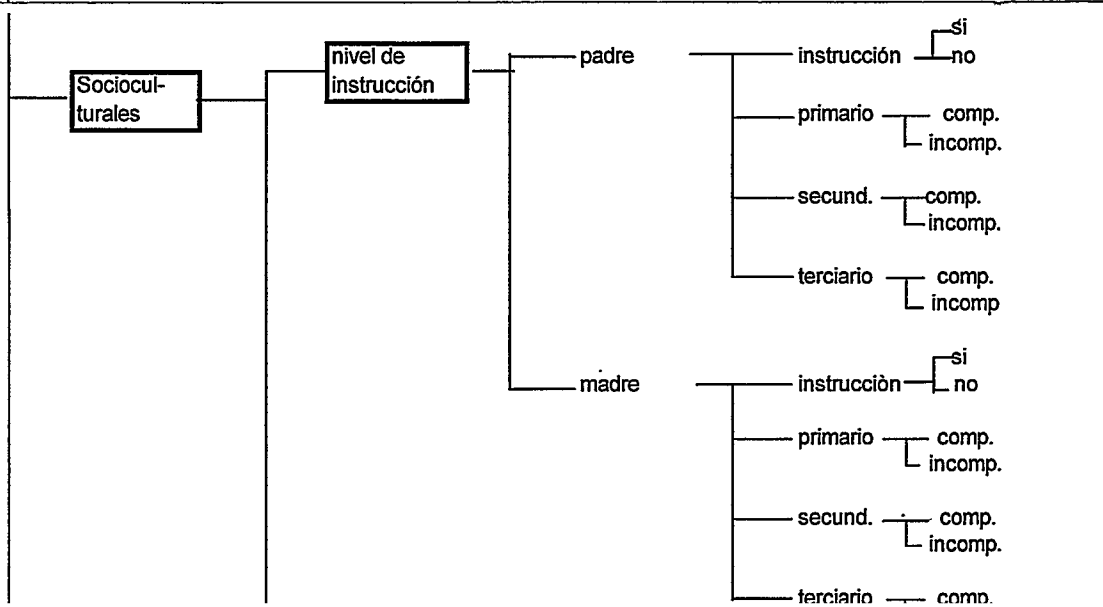 Sociocul-
turales
nivel de
instrucción
padre
instrucción
si
no
primario
comp.
incomp.
secund.
comp.
incomp.
terciario
comp.
incomp
madre
instrucciòn
si
no
primario
comp.
incomp.
secund.
comp.
incomp.
terciario
comp.